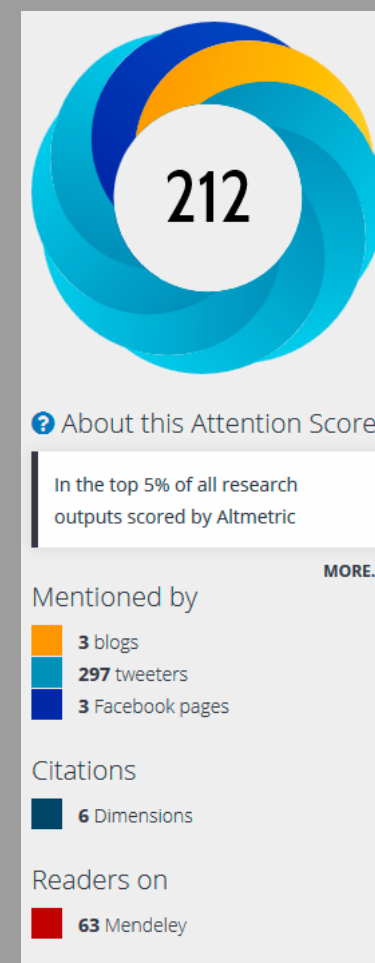 212
? About this Attention Score
In the top 5% of all research
outputs scored by Altmetric
MORE.
Mentioned by
3 blogs
297 tweeters
3 Facebook pages
Citations
6 Dimensions
Readers on
63 Mendeley